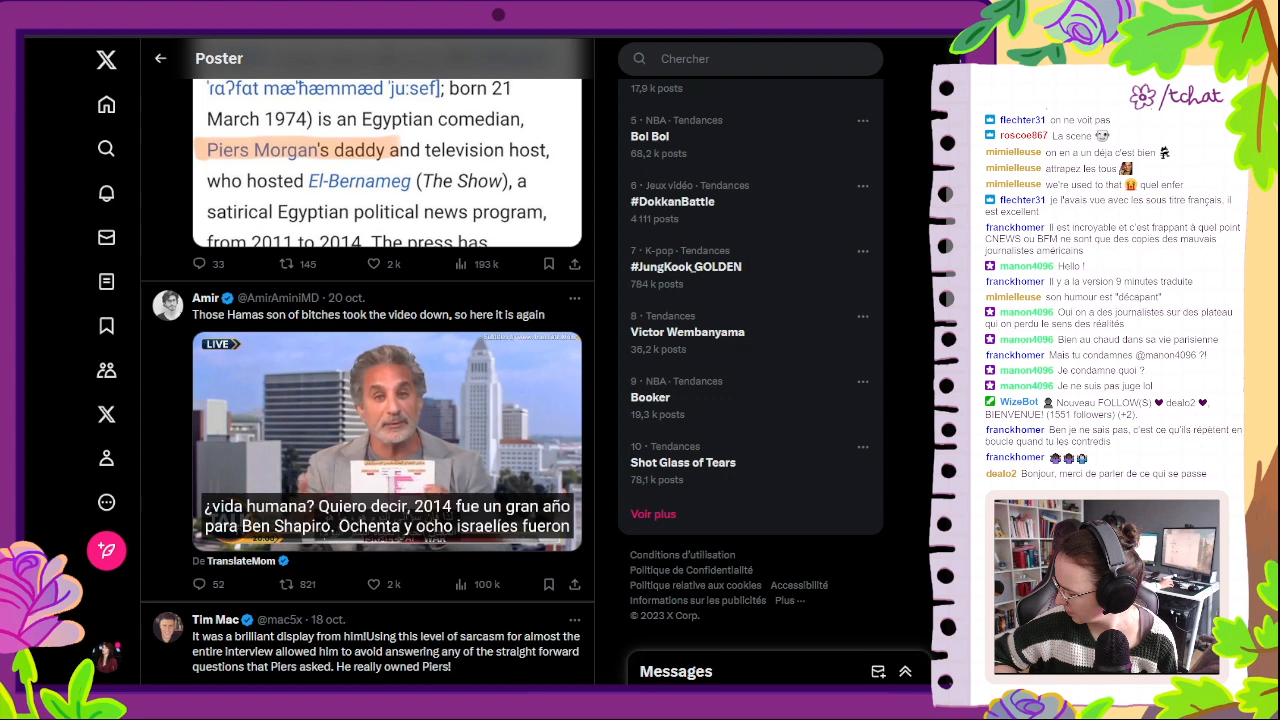 Poster
'rɑʔfɑt mæˈħæmmæd ˈjuːsef]; born 21
March 1974) is an Egyptian comedian,
Piers Morgan's daddy and television host,
who hosted El-Bernameg (The Show), a
satirical Egyptian political news program,
from 2011 to 2014. The press has
33 145 2 k 193 k
Amir @AmirAminiMD · 20 oct.
Those Hamas son of bitches took the video down, so here it is again
LIVE
¿vida humana? Quiero decir, 2014 fue un gran año
para Ben Shapiro. Ochenta y ocho israelíes fueron
De TranslateMom
52 821 2 k 100 k
Tim Mac @mac5x · 18 oct.
It was a brilliant display from him!Using this level of sarcasm for almost the
entire interview allowed him to avoid answering any of the straight forward
questions that Piers asked. He really owned Piers!
Chercher
17,9 k posts
5 · NBA · Tendances
Bol Bol
68,2 k posts
6 · Jeux vidéo · Tendances
#DokkanBattle
4 111 posts
7 · K-pop · Tendances
#JungKook_GOLDEN
784 k posts
8 · Tendances
Victor Wembanyama
36,2 k posts
9 · NBA · Tendances
Booker
19,3 k posts
10 · Tendances
Shot Glass of Tears
78,1 k posts
Voir plus
Conditions d'utilisation
Politique de Confidentialité
Politique relative aux cookies Accessibilité
Informations sur les publicités Plus ···
© 2023 X Corp.
Messages
/tchat
flechter31 on ne voit pas
roscoe867 La scene
mimielleuse on en a un déja c'est bien
mimielleuse attrapez les tous
mimielleuse we're used to that quel enfer
flechter31 je l'avais vue avec les sous titre français, il
est excellent
franckhomer Il est incroyable et c'est frappant à quel point
CNEWS ou BFM ne sont que des copies des mauvais
journalistes américains
manon4096 Hello !
franckhomer Il y a la version 9 minutes traduite
mimielleuse son humour est "décapant"
manon4096 Oui on a des journalistes sur des plateau
qui on perdu le sens des réalités
manon4096 Bien au chaud dans sa vie parisienne
franckhomer Mais tu condamnes @manon4096 ?!
manon4096 Je condamne quoi ?
manon4096 Je ne suis pas juge lol
WizeBot Nouveau FOLLOW(S) dealo2 ,
BIENVENUE! (1551 followers) (+2).
franckhomer Ben je ne sais pas, c'est ce qu'ils répètent en
boucle quand tu les contredis
franckhomer
dealo2 Bonjour, merci de parler de ce qui se passe